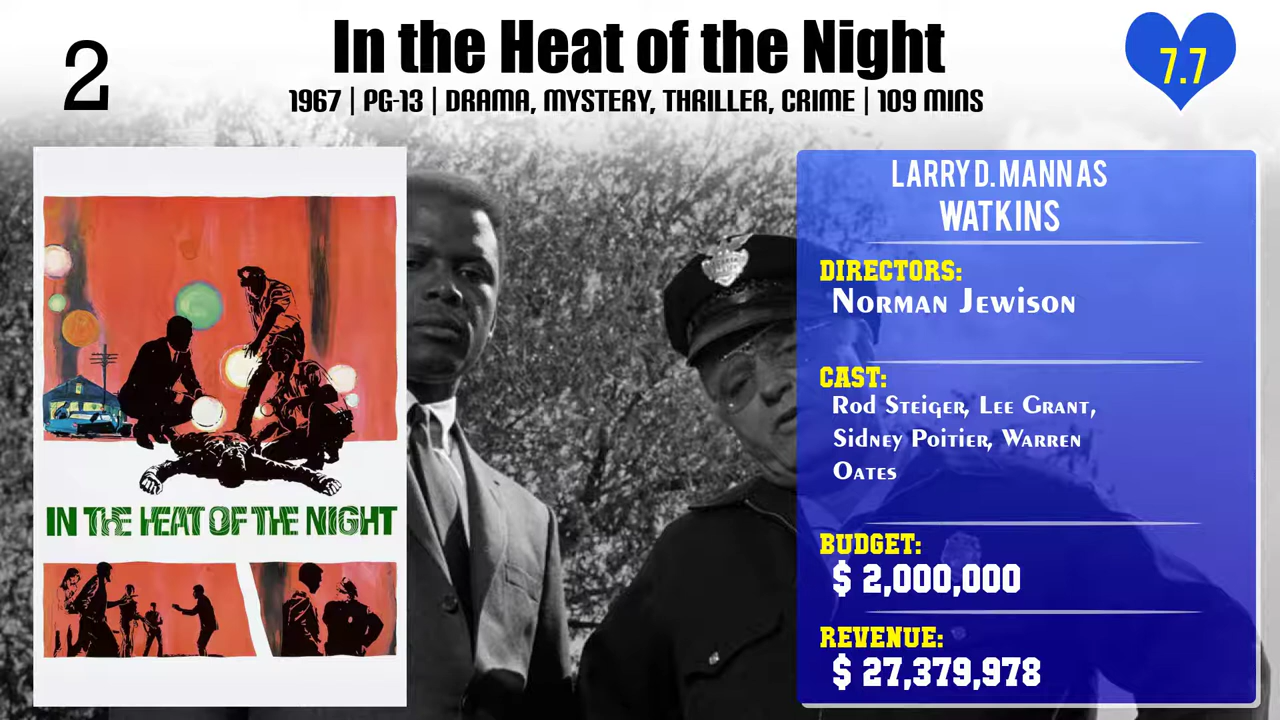 2
In the Heat of the Night
7.7
1967 | PG-13 | DRAMA, MYSTERY, THRILLER, CRIME | 109 MINS
IN THE HEAT OF THE NIGHT
LARRY D. MANN AS
WATKINS
DIRECTORS:
Norman Jewison
CAST:
Rod Steiger, Lee Grant,
Sidney Poitier, Warren
Oates
BUDGET:
$ 2,000,000
REVENUE:
$ 27,379,978